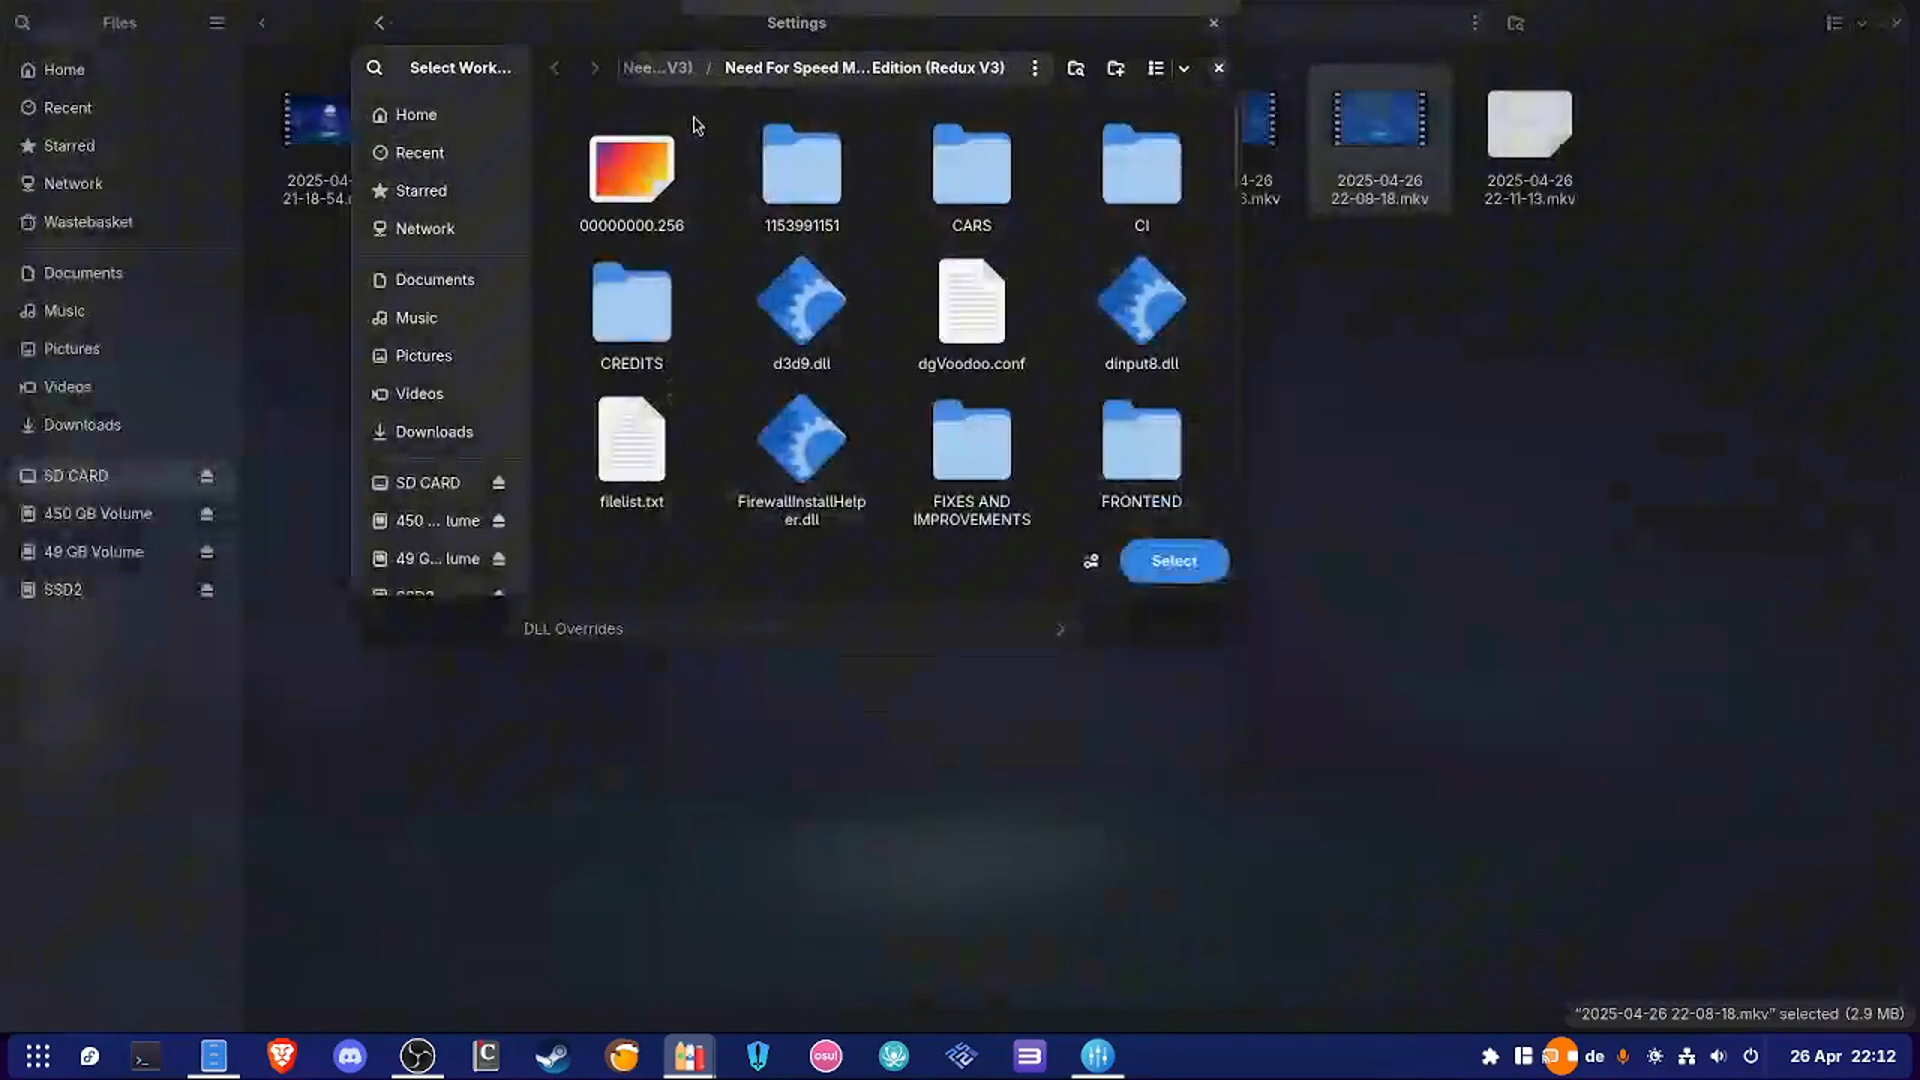 Files
Home
Recent
Starred
Network
Wastebasket
Documents
Music
Pictures
Videos
Downloads
SD CARD
450 GB Volume
49 GB Volume
SSD2
2025-04-
21-18-54.
Settings
Select Work...
Nee...V3) / Need For Speed M...Edition (Redux V3)
Home
Recent
Starred
Network
Documents
Music
Pictures
Videos
Downloads
SD CARD
450 ... lume
49 G... lume
SSD2
00000000.256
1153991151
CARS
CI
CREDITS
d3d9.dll
dgVoodoo.conf
dinput8.dll
filelist.txt
FirewallInstallHelp
er.dll
FIXES AND
IMPROVEMENTS
FRONTEND
Select
DLL Overrides
4-26
.mkv
2025-04-26
22-08-18.mkv
2025-04-26
22-11-13.mkv
"2025-04-26 22-08-18.mkv" selected (2.9 MB)
C
osu!
3
de
26 Apr 22:12